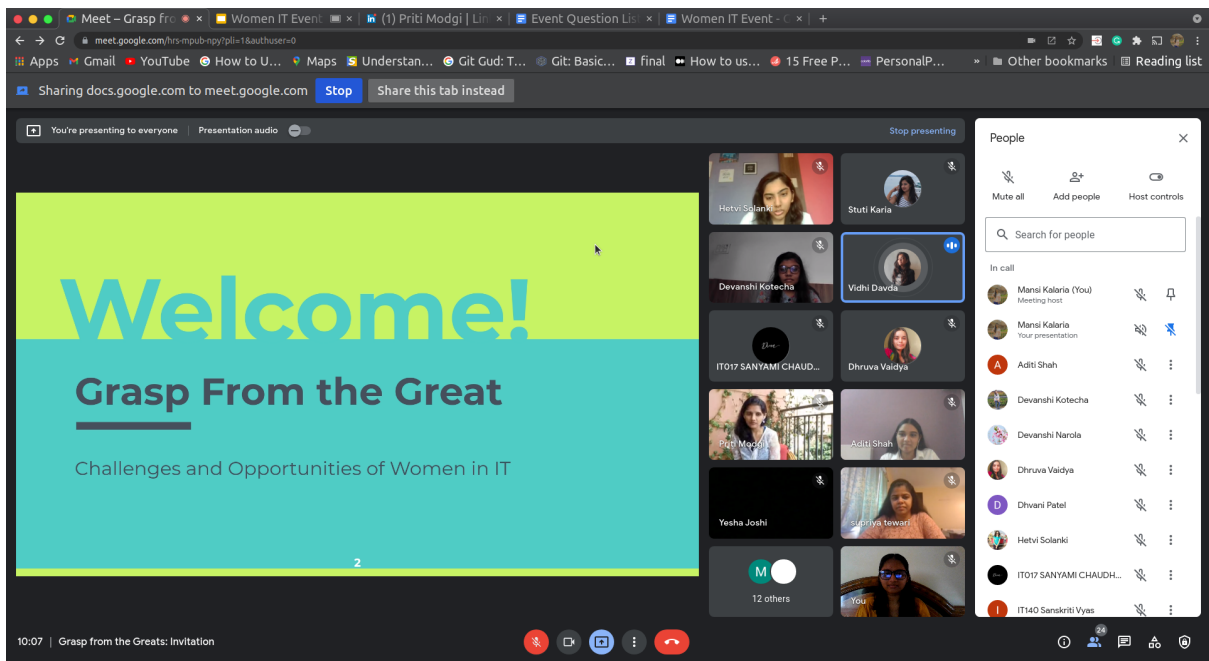 Meet – Grasp fro
Women IT Event
(1) Priti Modgi | Lin
Event Question Lis
Women IT Event - C
meet.google.com/hrs-mpub-npy?pli=1&authuser=0
Apps
Gmail
YouTube
How to U...
Maps
Understan...
Git Gud: T...
Git: Basic...
final
How to us...
15 Free P...
PersonalP...
»
Other bookmarks
Reading list
Sharing docs.google.com to meet.google.com
Stop
Share this tab instead
You're presenting to everyone
Presentation audio
Stop presenting
Welcome!
Grasp From the Great
Challenges and Opportunities of Women in IT
2
Hetvi Solanki
Stuti Karia
Devanshi Kotecha
Vidhi Davda
IT017 SANYAMI CHAUD...
Dhruva Vaidya
Priti Modgi
Aditi Shah
Yesha Joshi
supriya tewari
M
12 others
You
People
Mute all
Add people
Host controls
Search for people
In call
Mansi Kalaria (You)
Meeting host
Mansi Kalaria
Your presentation
A
Aditi Shah
Devanshi Kotecha
Devanshi Narola
Dhruva Vaidya
D
Dhvani Patel
Hetvi Solanki
IT017 SANYAMI CHAUDH...
I
IT140 Sanskriti Vyas
10:07 | Grasp from the Greats: Invitation
24